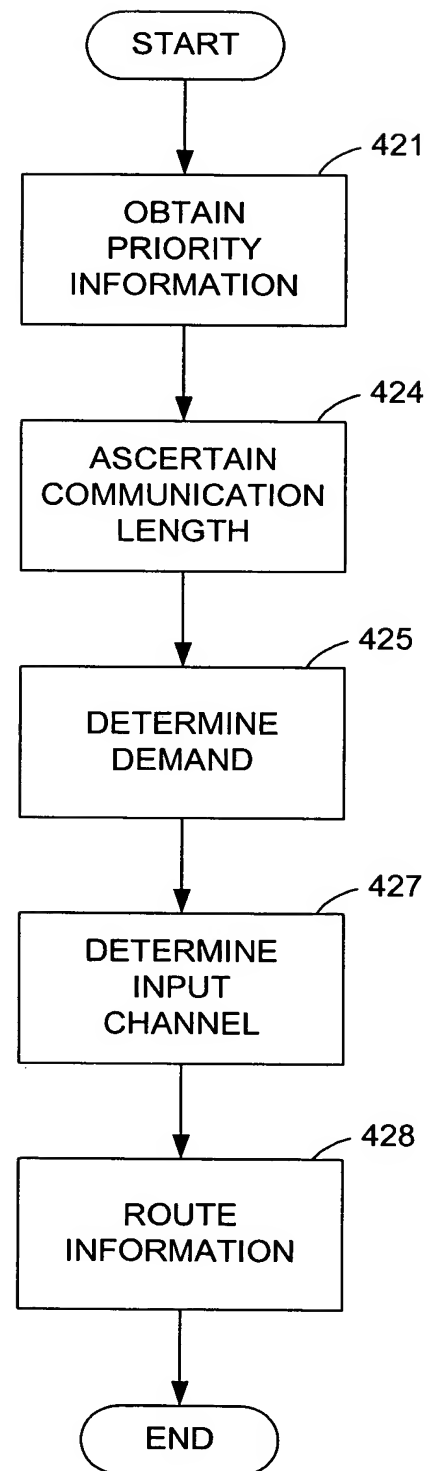 START
421
OBTAIN
PRIORITY
INFORMATION
424
ASCERTAIN
COMMUNICATION
LENGTH
425
DETERMINE
DEMAND
427
DETERMINE
INPUT
CHANNEL
428
ROUTE
INFORMATION
END